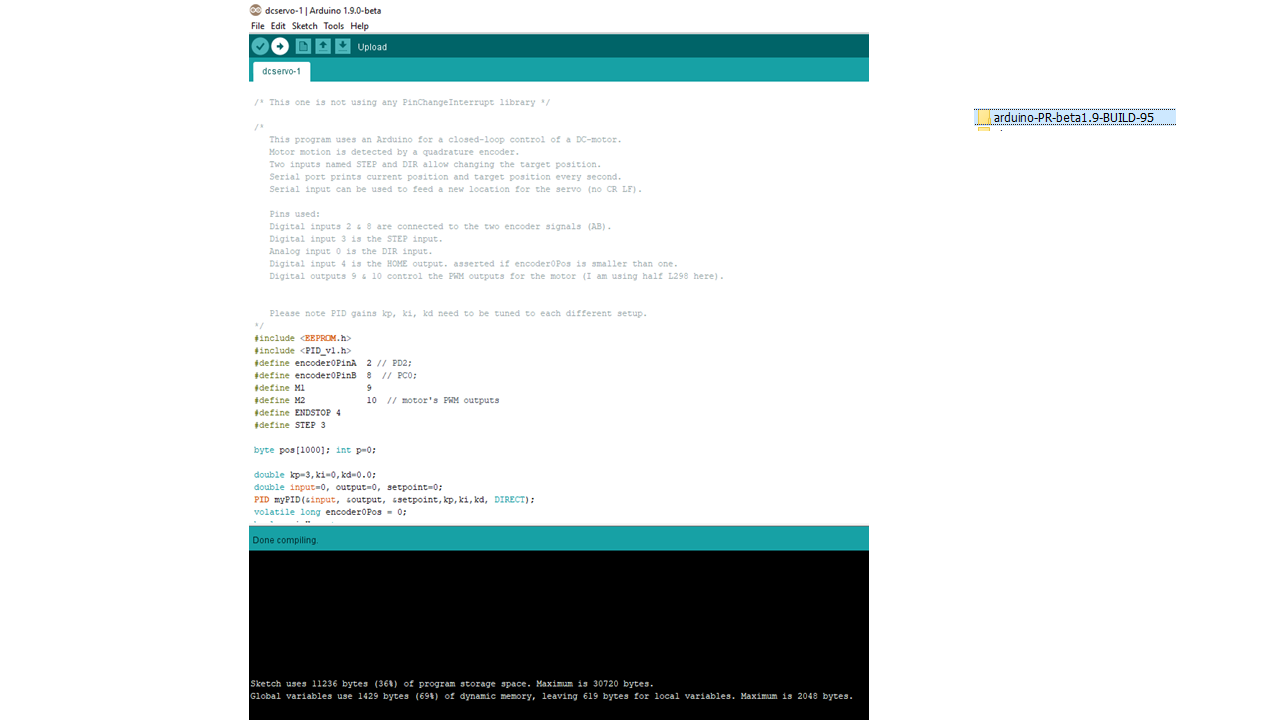 dcservo-1 | Arduino 1.9.0-beta
File Edit Sketch Tools Help
Upload
dcservo-1
/* This one is not using any PinChangeInterrupt library */
/*
This program uses an Arduino for a closed-loop control of a DC-motor.
Motor motion is detected by a quadrature encoder.
Two inputs named STEP and DIR allow changing the target position.
Serial port prints current position and target position every second.
Serial input can be used to feed a new location for the servo (no CR LF).
Pins used:
Digital inputs 2 & 8 are connected to the two encoder signals (AB).
Digital input 3 is the STEP input.
Analog input 0 is the DIR input.
Digital input 4 is the HOME output. asserted if encoder0Pos is smaller than one.
Digital outputs 9 & 10 control the PWM outputs for the motor (I am using half L298 here).
Please note PID gains kp, ki, kd need to be tuned to each different setup.
*/
#include <EEPROM.h>
#include <PID_v1.h>
#define encoder0PinA 2 // PD2;
#define encoder0PinB 8 // PC0;
#define M1 9
#define M2 10 // motor's PWM outputs
#define ENDSTOP 4
#define STEP 3
byte pos[1000]; int p=0;
double kp=3,ki=0,kd=0.0;
double input=0, output=0, setpoint=0;
PID myPID(&input, &output, &setpoint,kp,ki,kd, DIRECT);
volatile long encoder0Pos = 0;
Done compiling.
Sketch uses 11236 bytes (36%) of program storage space. Maximum is 30720 bytes.
Global variables use 1429 bytes (69%) of dynamic memory, leaving 619 bytes for local variables. Maximum is 2048 bytes.
arduino-PR-beta1.9-BUILD-95